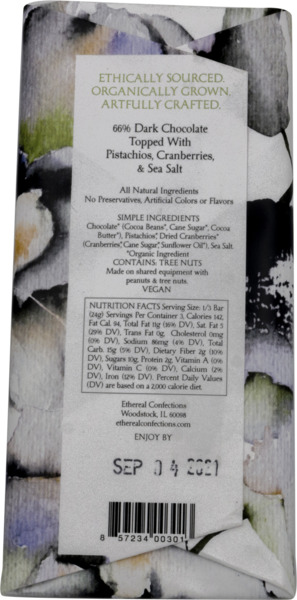 ETHICALLY SOURCED.
ORGANICALLY GROWN.
ARTFULLY CRAFTED.
66% Dark Chocolate
Topped With
Pistachios, Cranberries,
& Sea Salt
All Natural Ingredients
No Preservatives, Artificial Colors or Flavors
SIMPLE INGREDIENTS
Chocolate* (Cocoa Beans*, Cane Sugar*, Cocoa
Butter*), Pistachios*, Dried Cranberries*
(Cranberries*, Cane Sugar*, Sunflower Oil*), Sea Salt
*Organic Ingredient
CONTAINS: TREE NUTS
Made on shared equipment with
peanuts & tree nuts.
VEGAN
NUTRITION FACTS Serving Size: 1/3 Bar
(24g) Servings Per Container 3, Calories 142,
Fat Cal. 94, Total Fat 11g (16% DV), Sat. Fat 5
(29% DV), Trans Fat 0g, Cholesterol 0mg
(0% DV), Sodium 86mg (4% DV), Total
Carb. 15g (5% DV), Dietary Fiber 2g (10%
DV), Sugars 10g, Protein 2g, Vitamin A (0%
DV), Vitamin C (0% DV), Calcium (2%
DV), Iron (12% DV). Percent Daily Values
(DV) are based on a 2,000 calorie diet.
Ethereal Confections
Woodstock, IL 60098
etherealconfections.com
ENJOY BY
SEP 04 2021
8 57234 00301